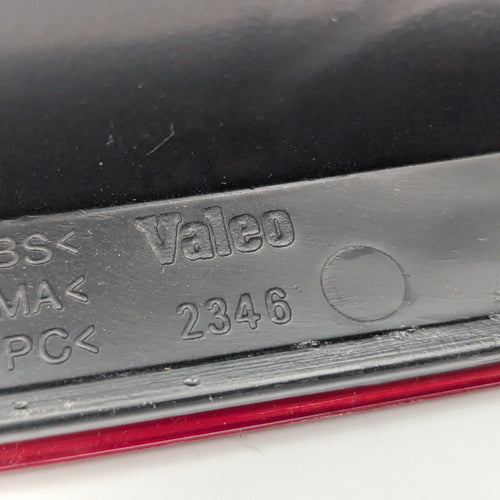 Valeo
BS<
MA<
2346
PC<